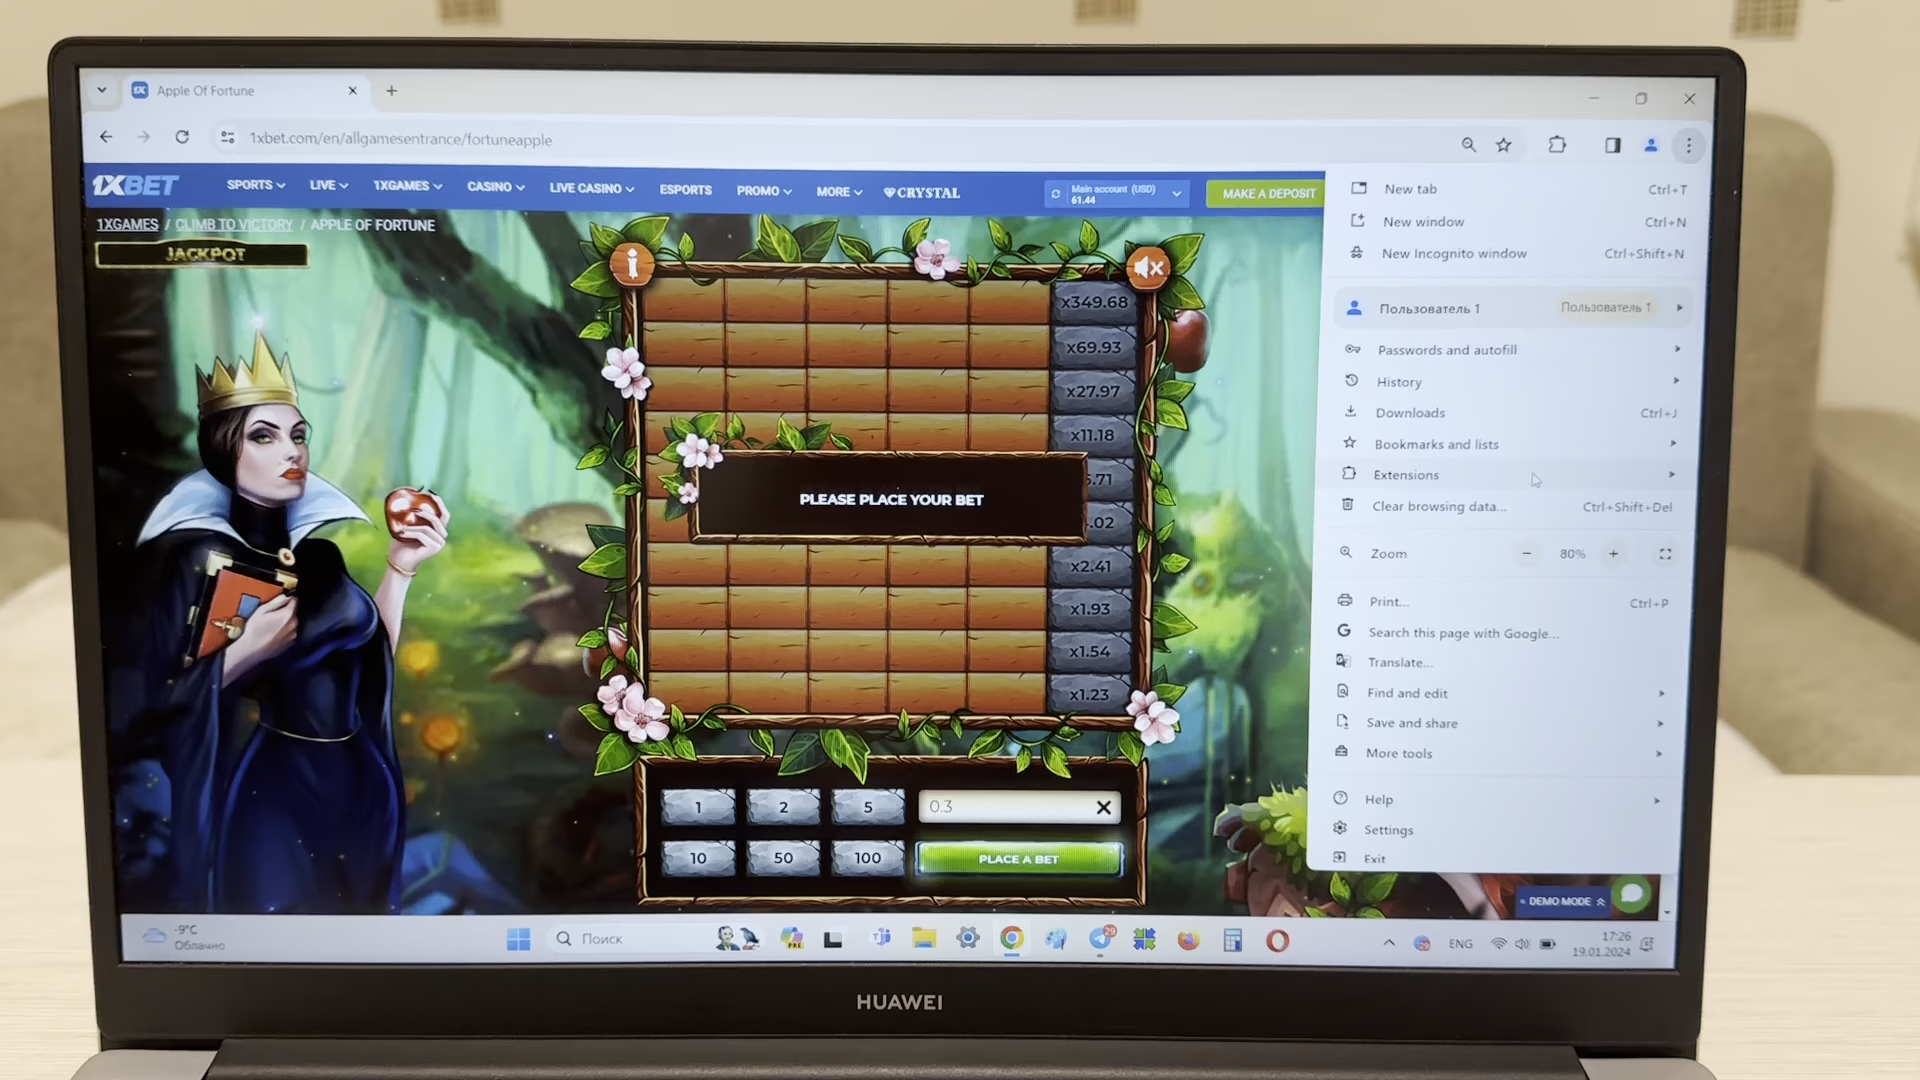 Apple Of Fortune
1xbet.com/en/allgamesentrance/fortuneapple
1XBET
SPORTS
LIVE
1XGAMES
CASINO
LIVE CASINO
ESPORTS
PROMO
MORE
CRYSTAL
Main account (USD)
61.44
MAKE A DEPOSIT
1XGAMES / CLIMB TO VICTORY / APPLE OF FORTUNE
JACKPOT
x349.68
x69.93
x27.97
x11.18
.71
.02
x2.41
x1.93
x1.54
x1.23
PLEASE PLACE YOUR BET
1
2
5
0.3
10
50
100
PLACE A BET
New tab Ctrl+T
New window Ctrl+N
New Incognito window Ctrl+Shift+N
Пользователь 1 Пользователь 1
Passwords and autofill
History
Downloads Ctrl+J
Bookmarks and lists
Extensions
Clear browsing data... Ctrl+Shift+Del
Zoom − 80% +
Print... Ctrl+P
Search this page with Google...
Translate...
Find and edit
Save and share
More tools
Help
Settings
Exit
DEMO MODE
-9°C
Облачно
Поиск
PRE
29
ENG
17:26
19.01.2024
HUAWEI